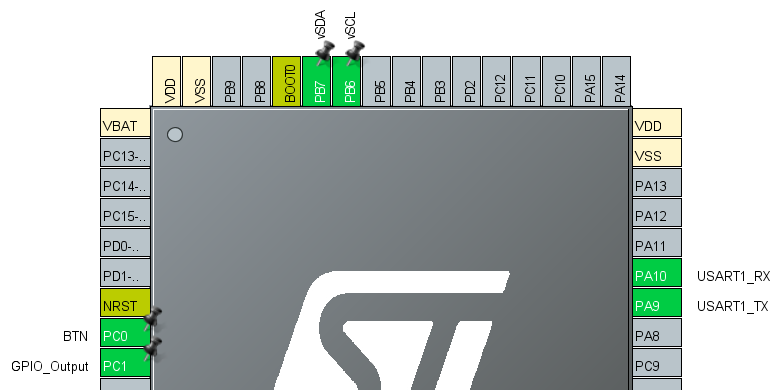 vSDA vSCL
VDD VSS PB9 PB8 BOOT0 PB7 PB6 PB5 PB4 PB3 PD2 PC12 PC11 PC10 PA15 PA14
VBAT VDD
PC13-.. VSS
PC14-.. PA13
PC15-.. PA12
PD0-.. PA11
PD1-.. PA10 USART1_RX
NRST PA9 USART1_TX
BTN PC0 PA8
GPIO_Output PC1 PC9